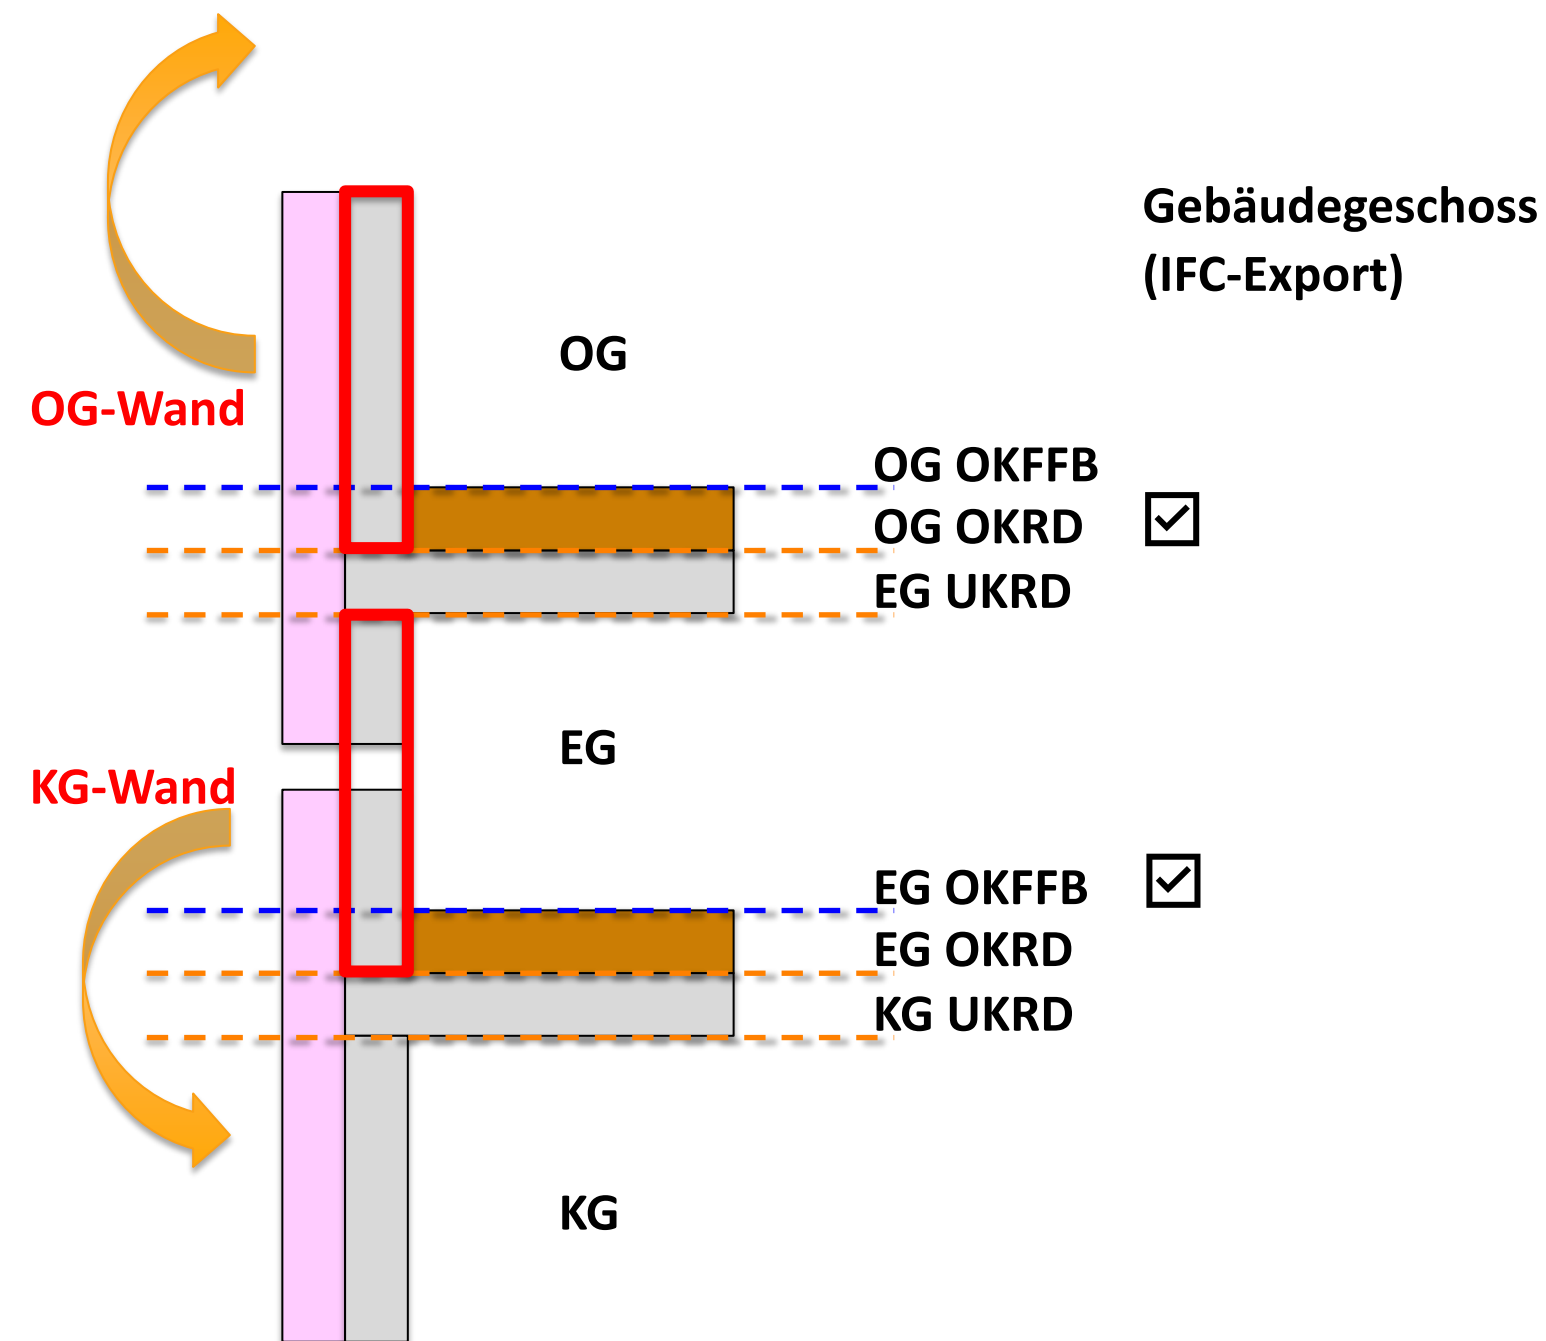 Gebäudegeschoss
(IFC-Export)
OG
OG-Wand
OG OKFFB
OG OKRD
EG UKRD
EG
KG-Wand
EG OKFFB
EG OKRD
KG UKRD
KG